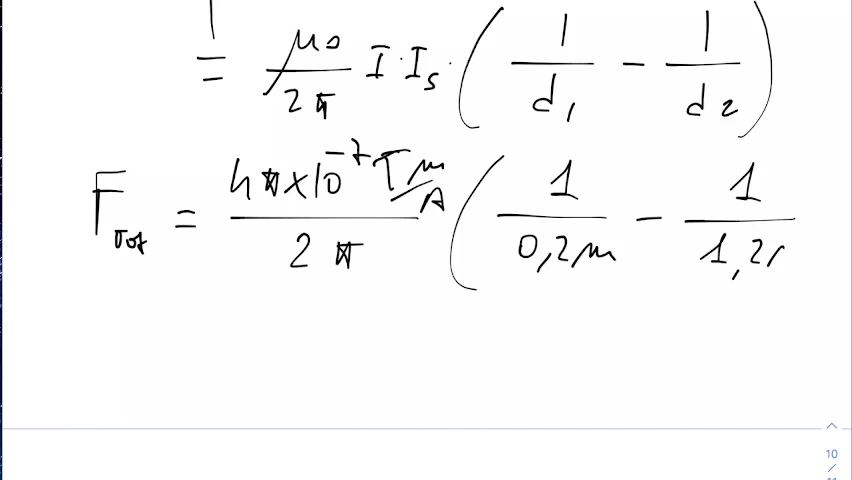 = μ0/2π I·Is·(1/d1 − 1/d2)
Ftot = 4π×10^-7 Tm/A / 2π (1/0,2m − 1/1,2
10
/